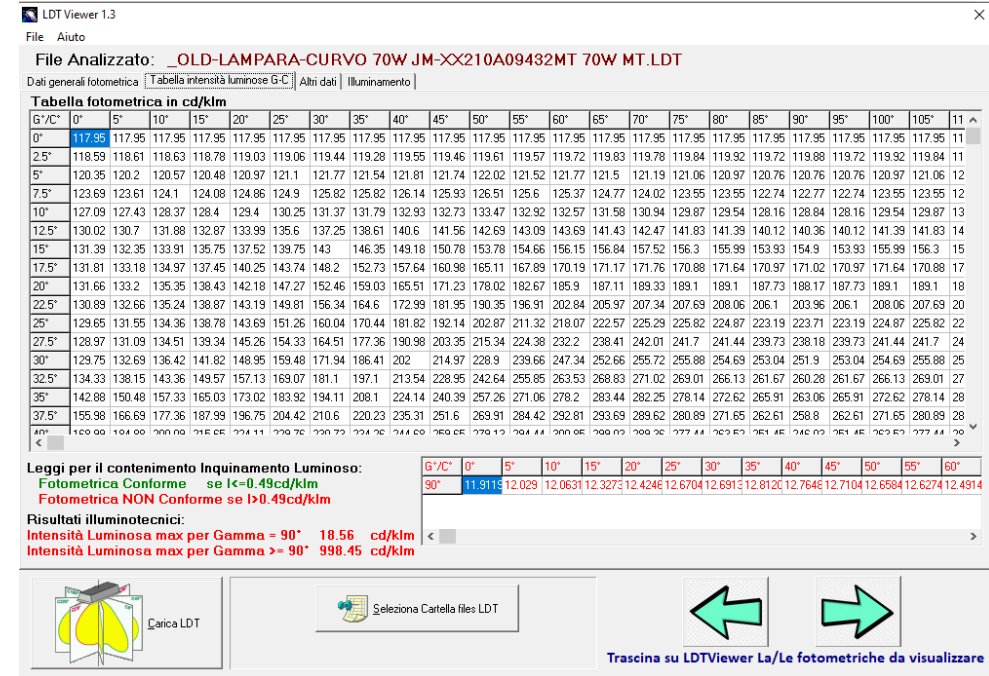 LDT Viewer 1.3
File Aiuto
File Analizzato: _OLD-LAMPARA-CURVO 70W JM-XX210A09432MT 70W MT.LDT
Dati generali fotometrica Tabella intensità luminose G-C Altri dati Illuminamento
Tabella fotometrica in cd/klm
G°/C° 0° 5° 10° 15° 20° 25° 30° 35° 40° 45° 50° 55° 60° 65° 70° 75° 80° 85° 90° 95° 100° 105° 11
0° 117.95 117.95 117.95 117.95 117.95 117.95 117.95 117.95 117.95 117.95 117.95 117.95 117.95 117.95 117.95 117.95 117.95 117.95 117.95 117.95 117.95 117.95 11
2.5° 118.59 118.61 118.63 118.78 119.03 119.06 119.44 119.28 119.55 119.46 119.61 119.57 119.72 119.83 119.78 119.84 119.92 119.72 119.88 119.72 119.92 119.84 11
5° 120.35 120.2 120.57 120.48 120.97 121.1 121.77 121.54 121.81 121.74 122.02 121.52 121.77 121.5 121.19 121.06 120.97 120.76 120.76 120.76 120.97 121.06 12
7.5° 123.69 123.61 124.1 124.08 124.86 124.9 125.82 125.82 126.14 125.93 126.51 125.6 125.37 124.77 124.02 123.55 123.55 122.74 122.77 122.74 123.55 123.55 12
10° 127.09 127.43 128.37 128.4 129.4 130.25 131.37 131.79 132.93 132.73 133.47 132.92 132.57 131.58 130.94 129.87 129.54 128.16 128.84 128.16 129.54 129.87 13
12.5° 130.02 130.7 131.88 132.87 133.99 135.6 137.25 138.61 140.6 141.56 142.69 143.09 143.69 141.43 142.47 141.83 141.39 140.12 140.36 140.12 141.39 141.83 14
15° 131.39 132.35 133.91 135.75 137.52 139.75 143 146.35 149.18 150.78 153.78 154.66 156.15 156.84 157.52 156.3 155.99 153.93 154.9 153.93 155.99 156.3 15
17.5° 131.81 133.18 134.97 137.45 140.25 143.74 148.2 152.73 157.64 160.98 165.11 167.89 170.19 171.17 171.76 170.88 171.64 170.97 171.02 170.97 171.64 170.88 17
20° 131.66 133.2 135.35 138.43 142.18 147.27 152.46 159.03 165.51 171.23 178.02 182.67 185.9 187.11 189.33 189.1 189.1 187.73 188.17 187.73 189.1 189.1 18
22.5° 130.89 132.66 135.24 138.87 143.19 149.81 156.34 164.6 172.99 181.95 190.35 196.91 202.84 205.97 207.34 207.69 208.06 206.1 203.96 206.1 208.06 207.69 20
25° 129.65 131.55 134.36 138.78 143.69 151.26 160.04 170.44 181.82 192.14 202.87 211.32 218.07 222.57 225.29 225.82 224.87 223.19 223.71 223.19 224.87 225.82 22
27.5° 128.97 131.09 134.51 139.34 145.26 154.33 164.51 177.36 190.98 203.35 215.34 224.38 232.2 238.41 242.01 241.7 241.44 239.73 238.18 239.73 241.44 241.7 24
30° 129.75 132.69 136.42 141.82 148.95 159.48 171.94 186.41 202 214.97 228.9 239.66 247.34 252.66 255.72 255.88 254.69 253.04 251.9 253.04 254.69 255.88 25
32.5° 134.33 138.15 143.36 149.57 157.13 169.07 181.1 197.1 213.54 228.95 242.64 255.85 263.53 268.83 271.02 269.01 266.13 261.67 260.28 261.67 266.13 269.01 27
35° 142.88 150.48 157.33 165.03 173.02 183.92 194.11 208.1 224.14 240.39 257.26 271.06 278.2 283.44 282.25 278.14 272.62 265.91 263.06 265.91 272.62 278.14 28
37.5° 155.98 166.69 177.36 187.99 196.75 204.42 210.6 220.23 235.31 251.6 269.91 284.42 292.81 293.69 289.62 280.89 271.65 262.61 258.8 262.61 271.65 280.89 28
Leggi per il contenimento Inquinamento Luminoso:
Fotometrica Conforme se I<=0.49cd/klm
Fotometrica NON Conforme se I>0.49cd/klm
Risultati illuminotecnici:
Intensità Luminosa max per Gamma = 90° 18.56 cd/klm
Intensità Luminosa max per Gamma >= 90° 998.45 cd/klm
G°/C° 0° 5° 10° 15° 20° 25° 30° 35° 40° 45° 50° 55° 60°
90° 11.9119 12.029 12.0631 12.3273 12.4246 12.6704 12.6913 12.8120 12.7648 12.7104 12.6584 12.6274 12.4914
Carica LDT
Seleziona Cartella files LDT
Trascina su LDTViewer La/Le fotometriche da visualizzare